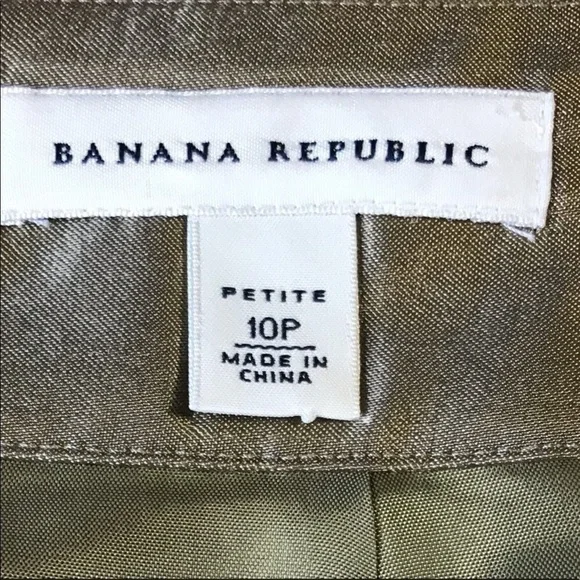 BANANA REPUBLIC
PETITE
10P
MADE IN
CHINA